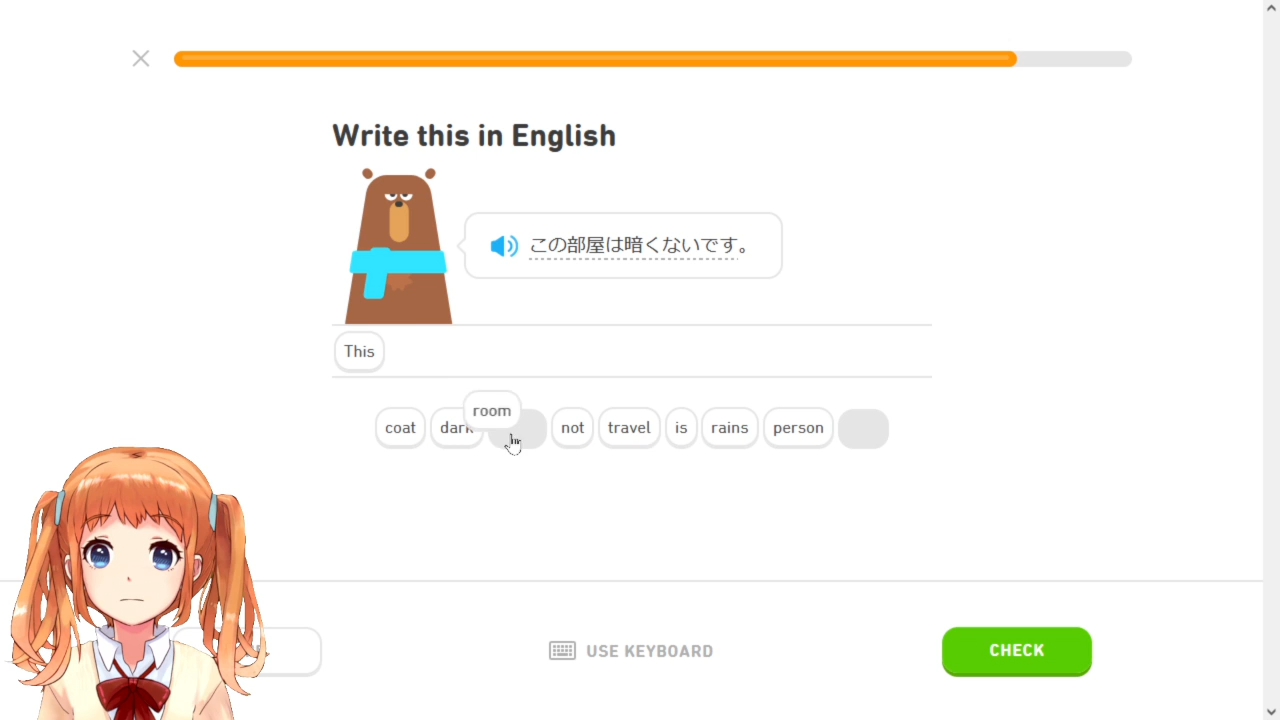 Write this in English
この部屋は暗くないです。
This
room
coat dark not travel is rains person
USE KEYBOARD
CHECK